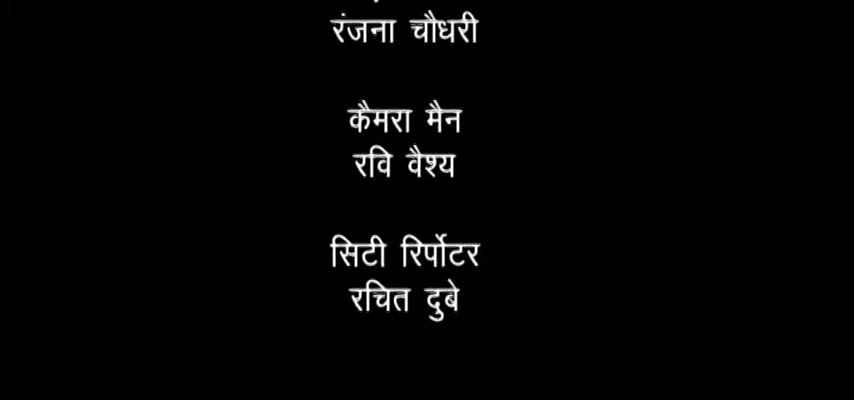 रंजना चौधरी
कैमरा मैन
रवि वैश्य
सिटी रिर्पोटर
रचित दुबे